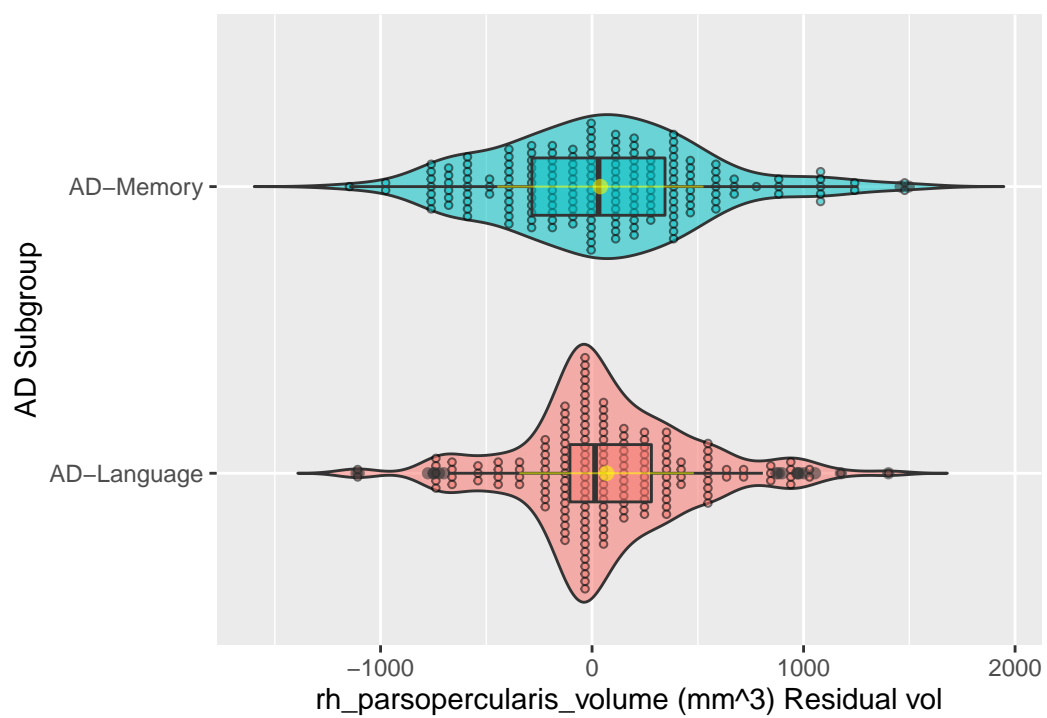 AD Subgroup
AD−Memory
AD−Language
−1000 0 1000 2000
rh_parsopercularis_volume (mm^3) Residual vol